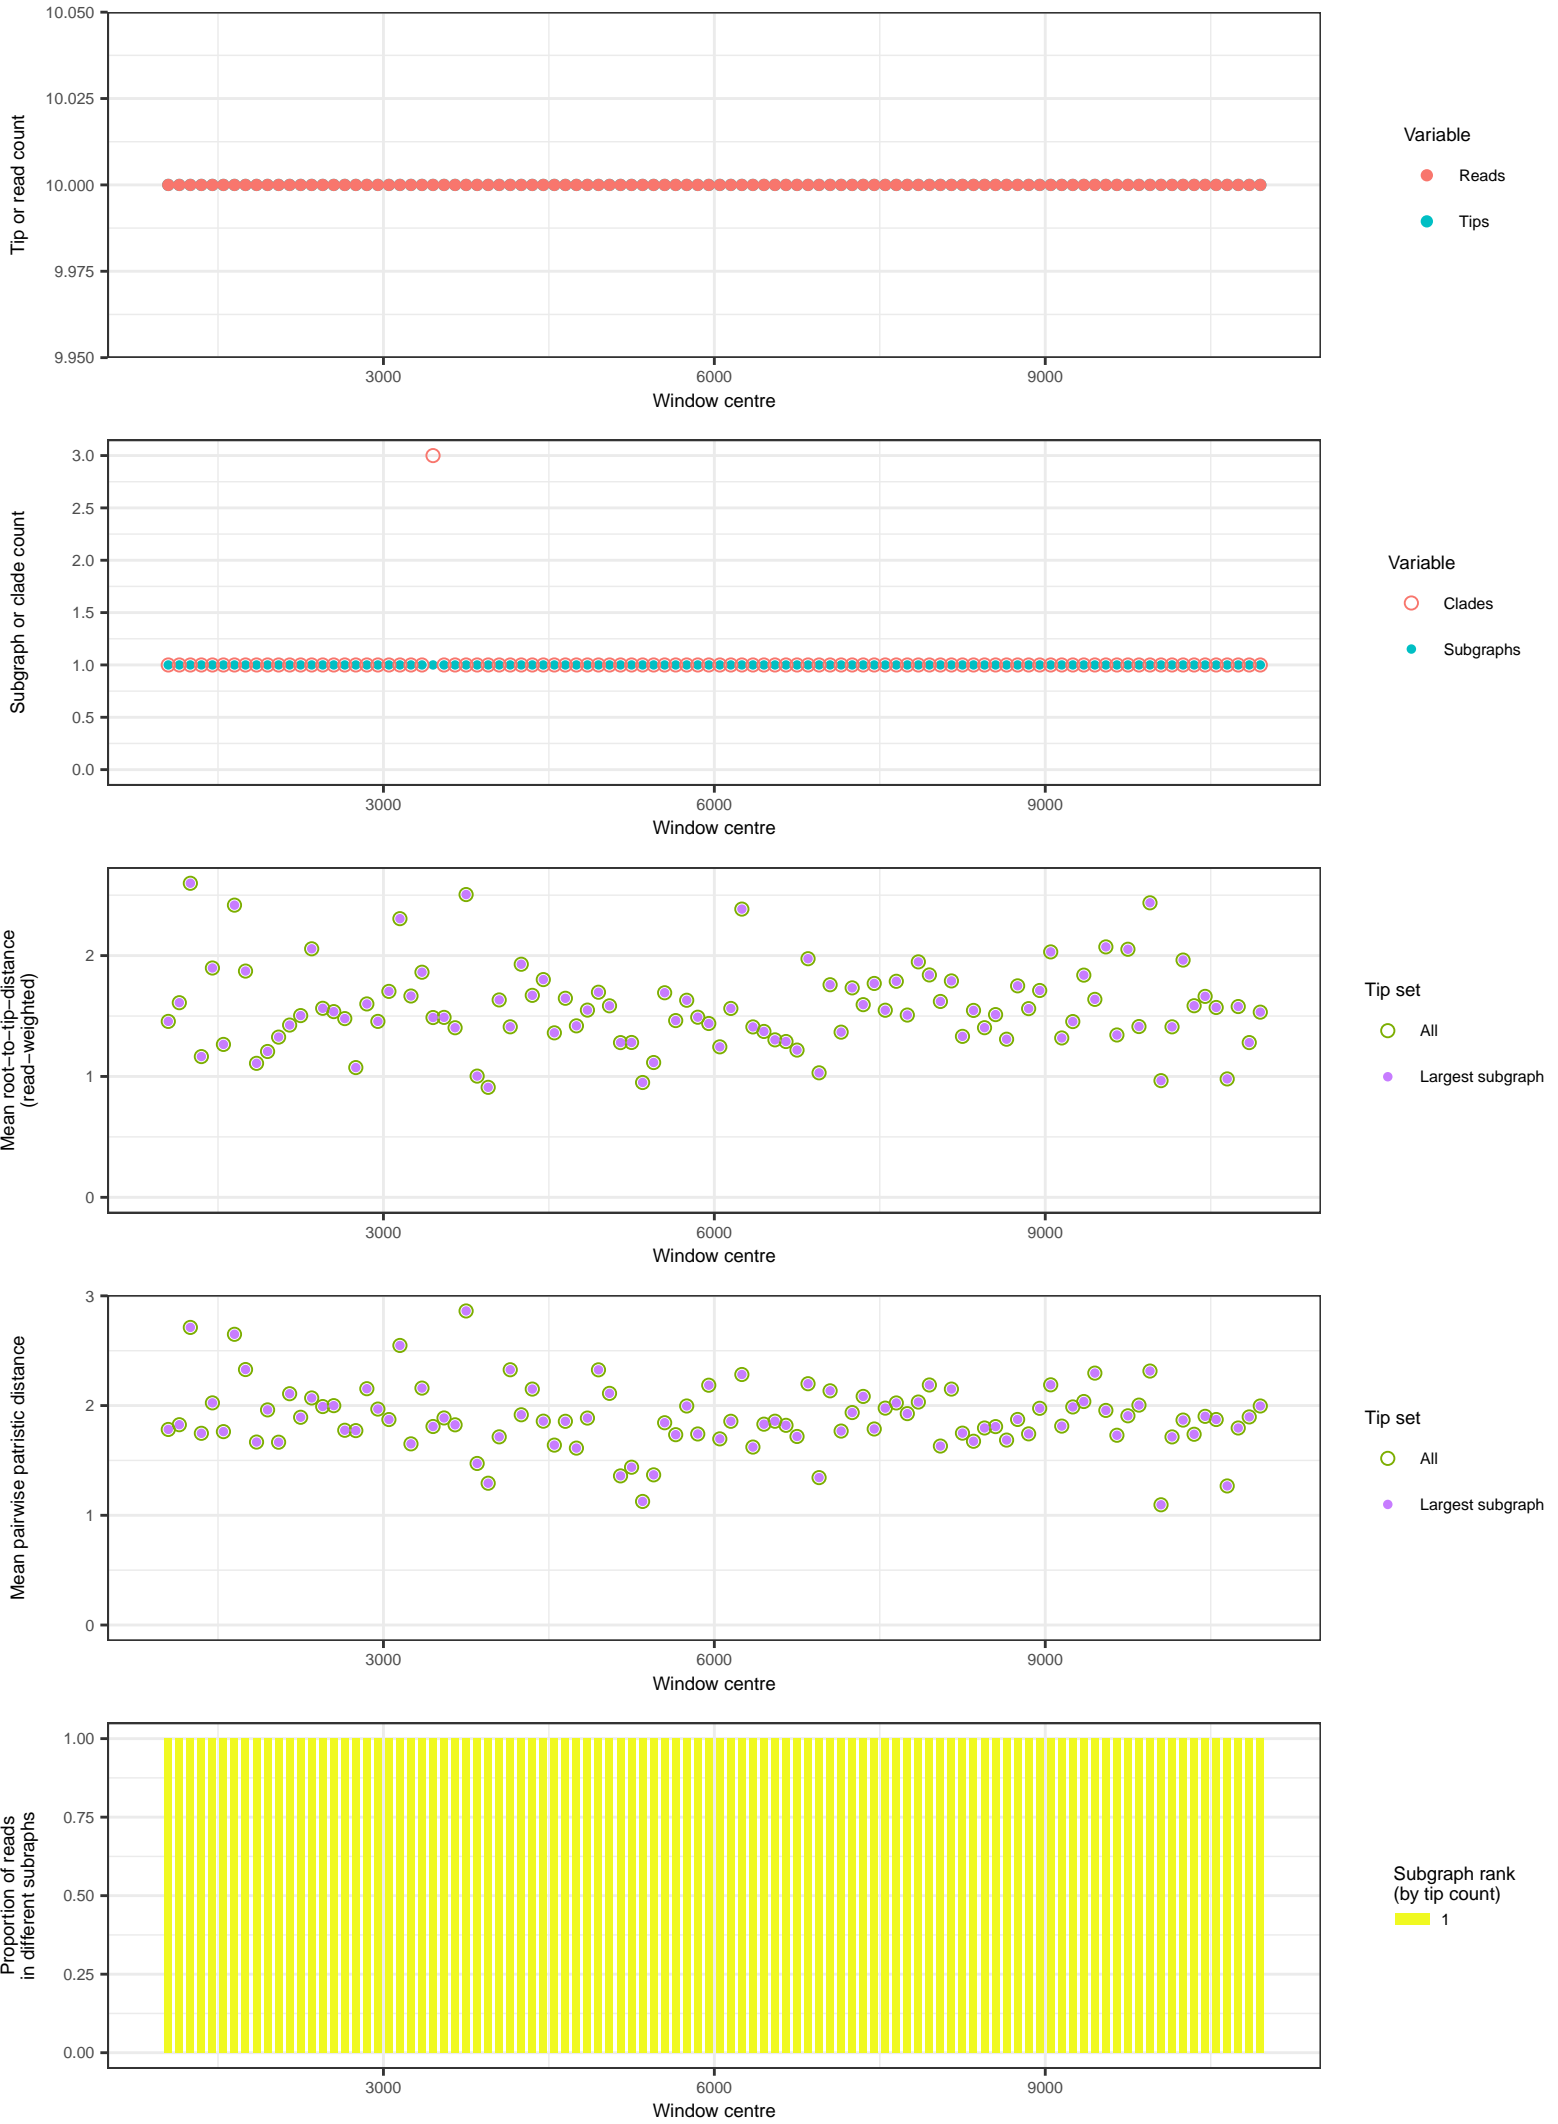 10.050
10.025
10.000
9.975
9.950
Tip or read count
3000
6000
9000
Window centre
Variable
Reads
Tips
3.0
2.5
2.0
1.5
1.0
0.5
0.0
Subgraph or clade count
3000
6000
9000
Window centre
Variable
Clades
Subgraphs
2
1
0
Mean root−to−tip−distance
(read−weighted)
3000
6000
9000
Window centre
Tip set
All
Largest subgraph
3
2
1
0
Mean pairwise patristic distance
3000
6000
9000
Window centre
Tip set
All
Largest subgraph
1.00
0.75
0.50
0.25
0.00
Proportion of reads
in different subraphs
3000
6000
9000
Window centre
Subgraph rank
(by tip count)
1